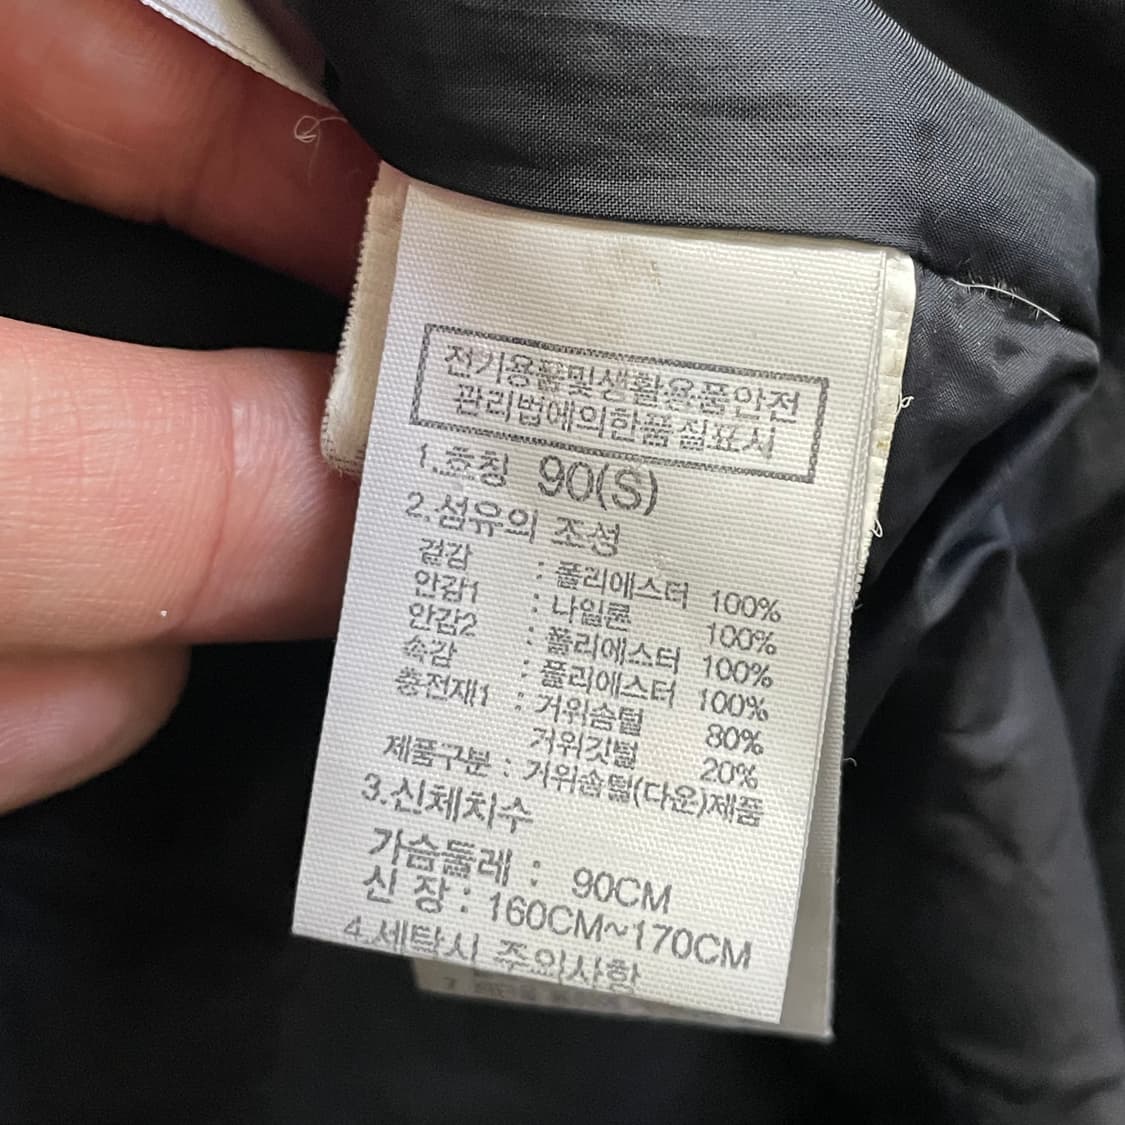 전기용품및생활용품안전
관리법에의한품질표시
1. 호칭 90(S)
2. 섬유의 조성
겉감 : 폴리에스터 100%
안감1 : 나일론 100%
안감2 : 폴리에스터 100%
속감 : 폴리에스터 100%
충전재1 : 거위솜털 80%
거위깃털 20%
제품구분 : 거위솜털(다운)제품
3. 신체치수
가슴둘레 : 90CM
신 장 : 160CM~170CM
4. 세탁시 주의사항